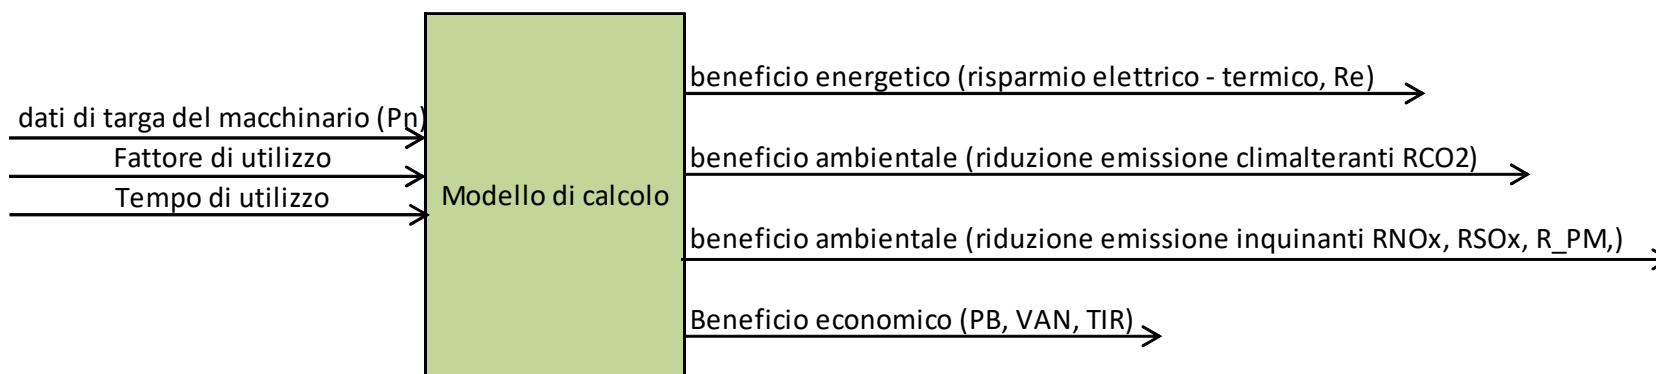 dati di targa del macchinario (Pn)
Fattore di utilizzo
Tempo di utilizzo
Modello di calcolo
beneficio energetico (risparmio elettrico - termico, Re)
beneficio ambientale (riduzione emissione climalteranti RCO2)
beneficio ambientale (riduzione emissione inquinanti RNOx, RSOx, R_PM,)
Beneficio economico (PB, VAN, TIR)